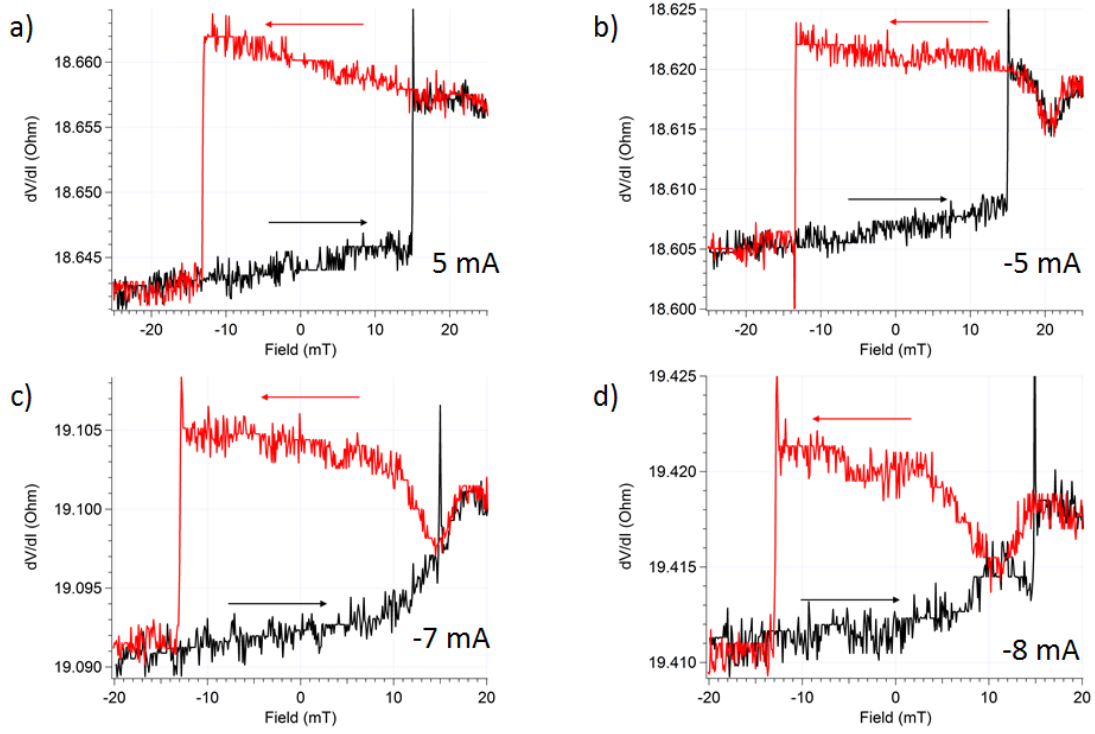 a)
dV/dI (Ohm)
18.660
18.655
18.650
18.645
5 mA
-20 -10 0 10 20
Field (mT)
b)
dV/dI (Ohm)
18.625
18.620
18.615
18.610
18.605
18.600
-5 mA
-20 -10 0 10 20
Field (mT)
c)
dV/dI (Ohm)
19.105
19.100
19.095
19.090
-7 mA
-20 -10 0 10 20
Field (mT)
d)
dV/dI (Ohm)
19.425
19.420
19.415
19.410
-8 mA
-20 -10 0 10 20
Field (mT)